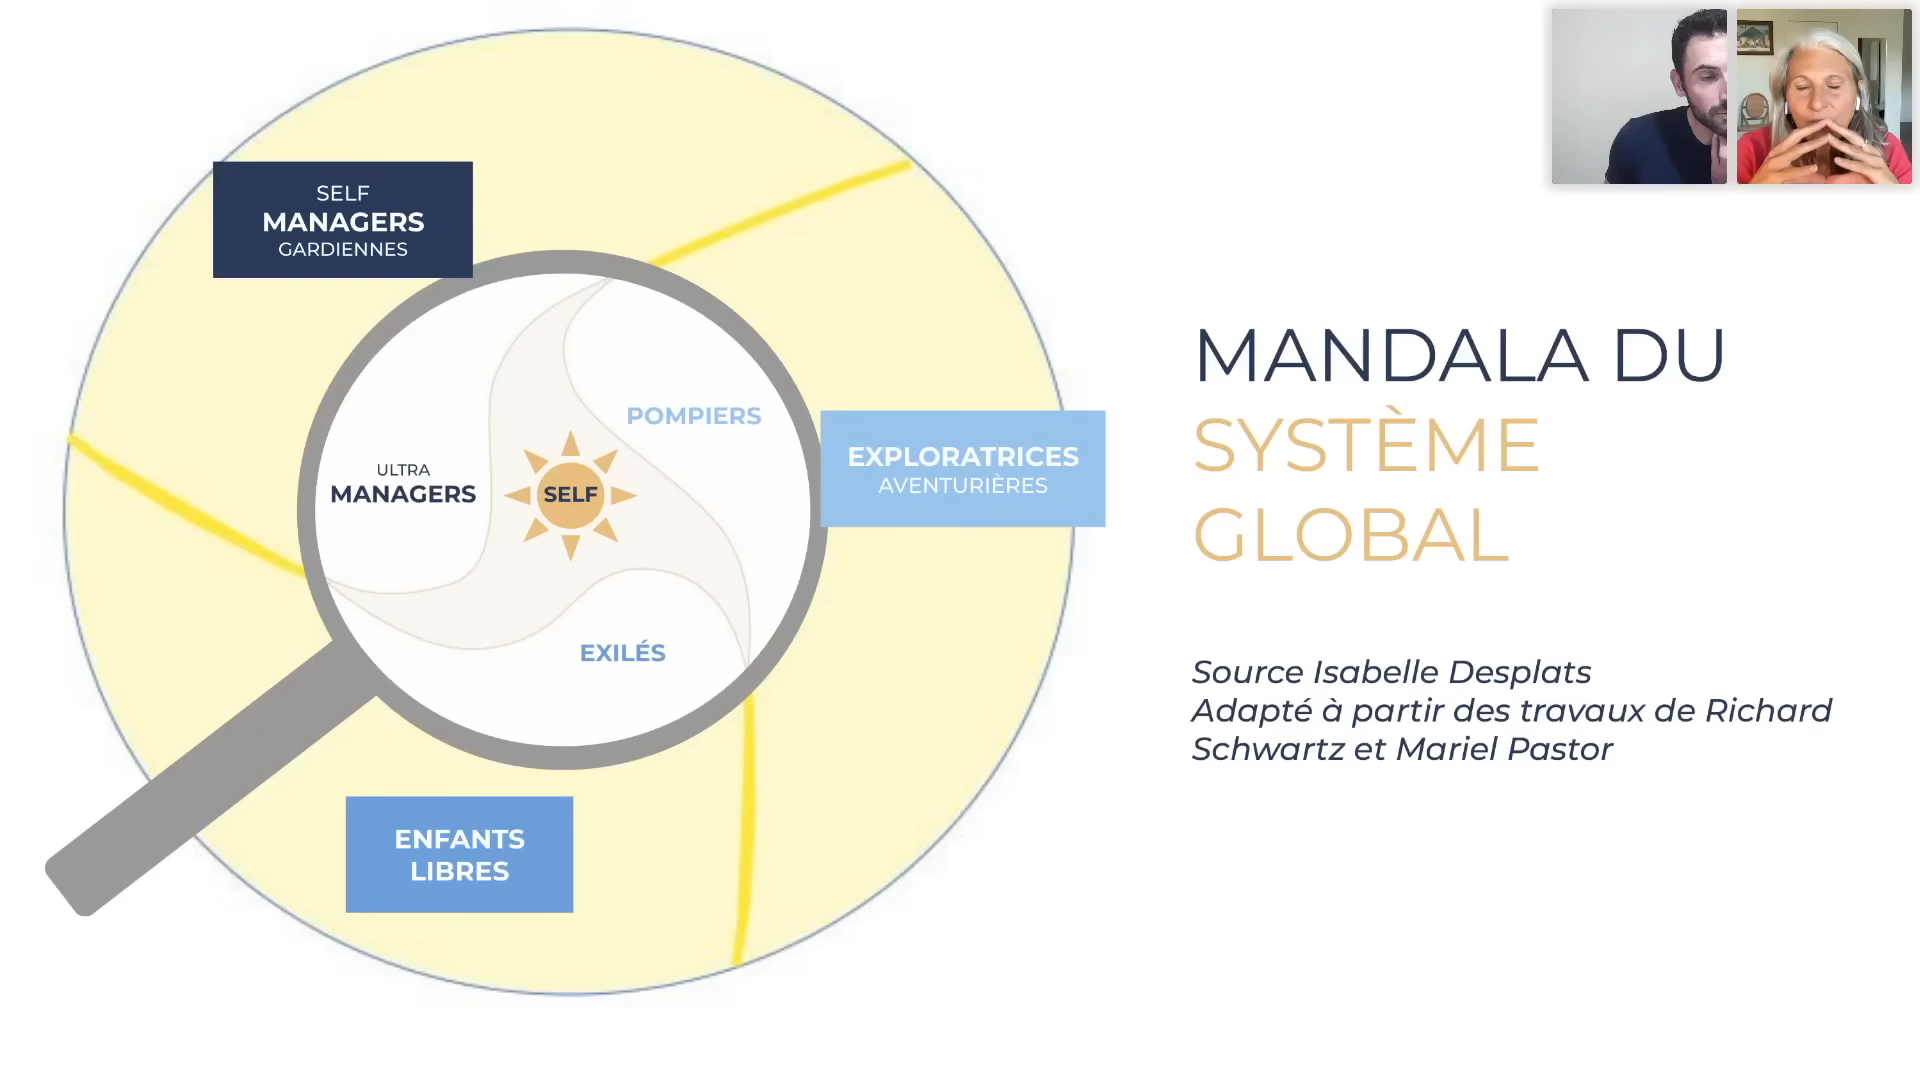 SELF
MANAGERS
GARDIENNES
POMPIERS
ULTRA
MANAGERS
SELF
EXPLORATRICES
AVENTURIÈRES
EXILÉS
ENFANTS
LIBRES
MANDALA DU
SYSTÈME
GLOBAL
Source Isabelle Desplats
Adapté à partir des travaux de Richard
Schwartz et Mariel Pastor